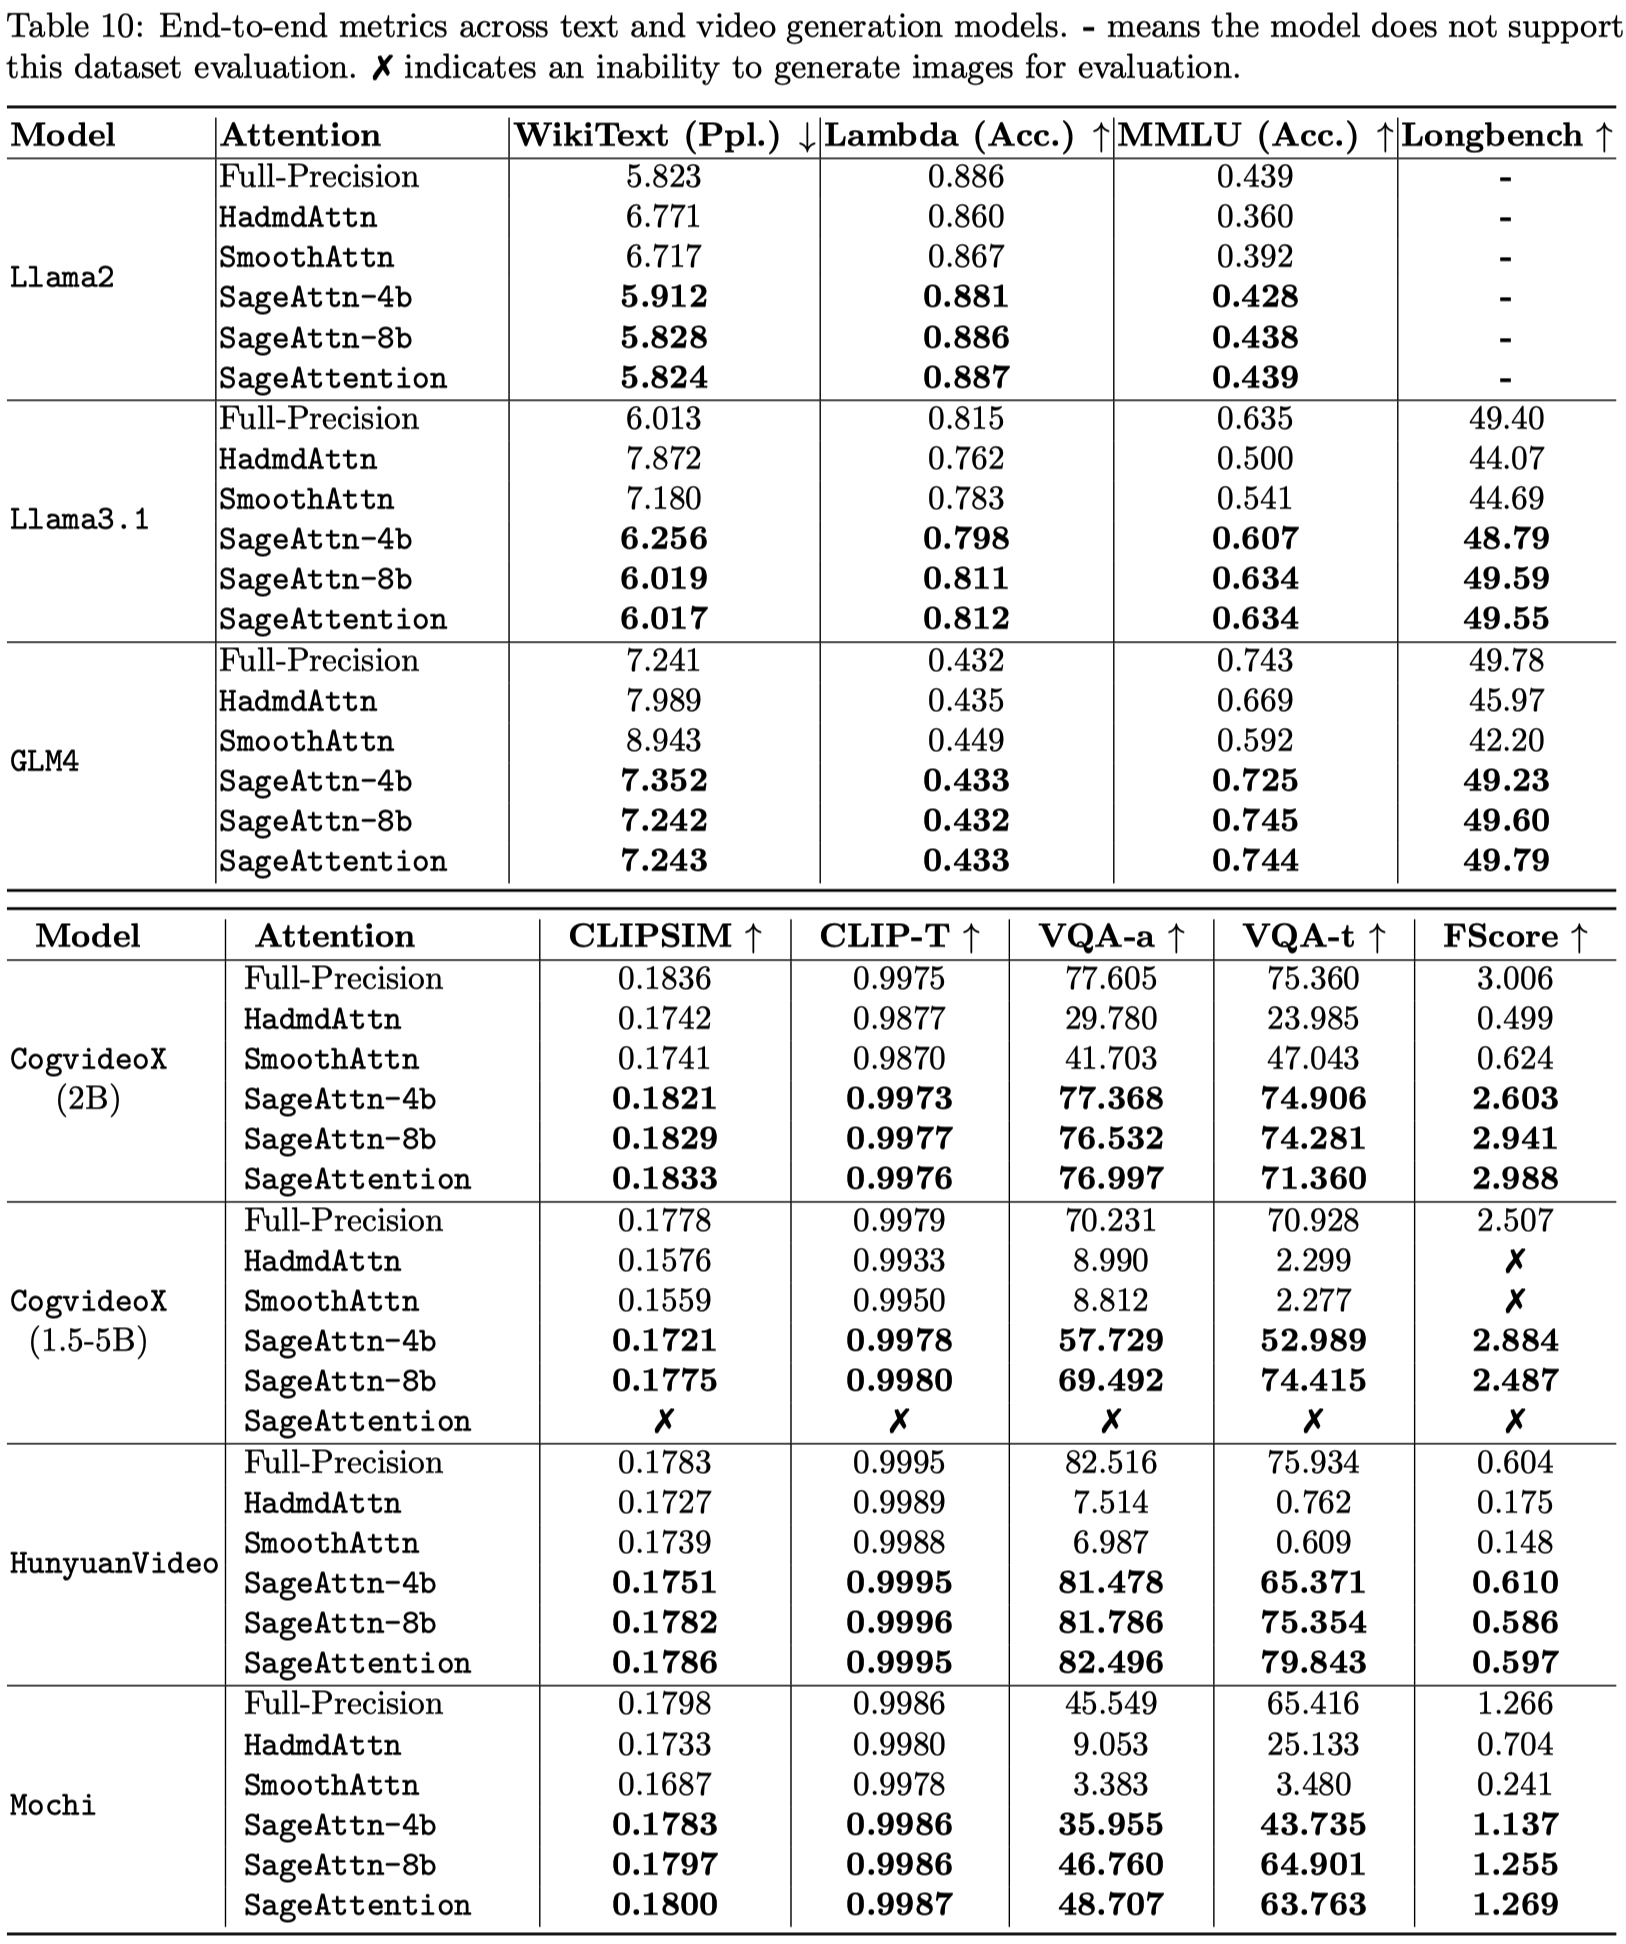 Table 10: End-to-end metrics across text and video generation models. - means the model does not support
this dataset evaluation. ✗ indicates an inability to generate images for evaluation.
Model Attention WikiText (Ppl.) ↓ Lambda (Acc.) ↑ MMLU (Acc.) ↑ Longbench ↑
Llama2
Full-Precision 5.823 0.886 0.439 -
HadmdAttn 6.771 0.860 0.360 -
SmoothAttn 6.717 0.867 0.392 -
SageAttn-4b 5.912 0.881 0.428 -
SageAttn-8b 5.828 0.886 0.438 -
SageAttention 5.824 0.887 0.439 -
Llama3.1
Full-Precision 6.013 0.815 0.635 49.40
HadmdAttn 7.872 0.762 0.500 44.07
SmoothAttn 7.180 0.783 0.541 44.69
SageAttn-4b 6.256 0.798 0.607 48.79
SageAttn-8b 6.019 0.811 0.634 49.59
SageAttention 6.017 0.812 0.634 49.55
GLM4
Full-Precision 7.241 0.432 0.743 49.78
HadmdAttn 7.989 0.435 0.669 45.97
SmoothAttn 8.943 0.449 0.592 42.20
SageAttn-4b 7.352 0.433 0.725 49.23
SageAttn-8b 7.242 0.432 0.745 49.60
SageAttention 7.243 0.433 0.744 49.79
Model Attention CLIPSIM ↑ CLIP-T ↑ VQA-a ↑ VQA-t ↑ FScore ↑
CogvideoX
(2B)
Full-Precision 0.1836 0.9975 77.605 75.360 3.006
HadmdAttn 0.1742 0.9877 29.780 23.985 0.499
SmoothAttn 0.1741 0.9870 41.703 47.043 0.624
SageAttn-4b 0.1821 0.9973 77.368 74.906 2.603
SageAttn-8b 0.1829 0.9977 76.532 74.281 2.941
SageAttention 0.1833 0.9976 76.997 71.360 2.988
CogvideoX
(1.5-5B)
Full-Precision 0.1778 0.9979 70.231 70.928 2.507
HadmdAttn 0.1576 0.9933 8.990 2.299 ✗
SmoothAttn 0.1559 0.9950 8.812 2.277 ✗
SageAttn-4b 0.1721 0.9978 57.729 52.989 2.884
SageAttn-8b 0.1775 0.9980 69.492 74.415 2.487
SageAttention ✗ ✗ ✗ ✗ ✗
HunyuanVideo
Full-Precision 0.1783 0.9995 82.516 75.934 0.604
HadmdAttn 0.1727 0.9989 7.514 0.762 0.175
SmoothAttn 0.1739 0.9988 6.987 0.609 0.148
SageAttn-4b 0.1751 0.9995 81.478 65.371 0.610
SageAttn-8b 0.1782 0.9996 81.786 75.354 0.586
SageAttention 0.1786 0.9995 82.496 79.843 0.597
Mochi
Full-Precision 0.1798 0.9986 45.549 65.416 1.266
HadmdAttn 0.1733 0.9980 9.053 25.133 0.704
SmoothAttn 0.1687 0.9978 3.383 3.480 0.241
SageAttn-4b 0.1783 0.9986 35.955 43.735 1.137
SageAttn-8b 0.1797 0.9986 46.760 64.901 1.255
SageAttention 0.1800 0.9987 48.707 63.763 1.269